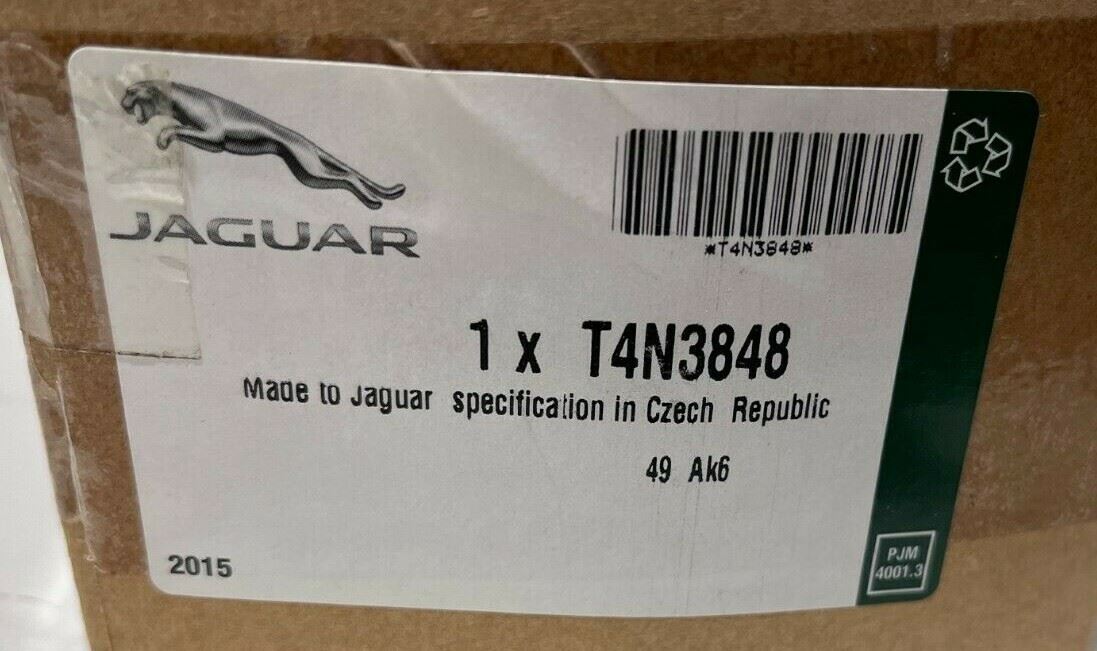 JAGUAR
*T4N3848*
1 x T4N3848
Made to Jaguar specification in Czech Republic
49 Ak6
2015
PJM
4001.3